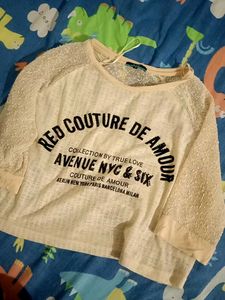 RED COUTURE DE AMOUR
COLLECTION BY TRUE LOVE
AVENUE NYC & SIX
COUTURE DE AMOUR
BERLIN NEW YORK PARIS BARCELONA MILAN